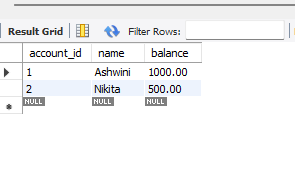 Result Grid Filter Rows:
account_id name balance
1 Ashwini 1000.00
2 Nikita 500.00
NULL NULL NULL